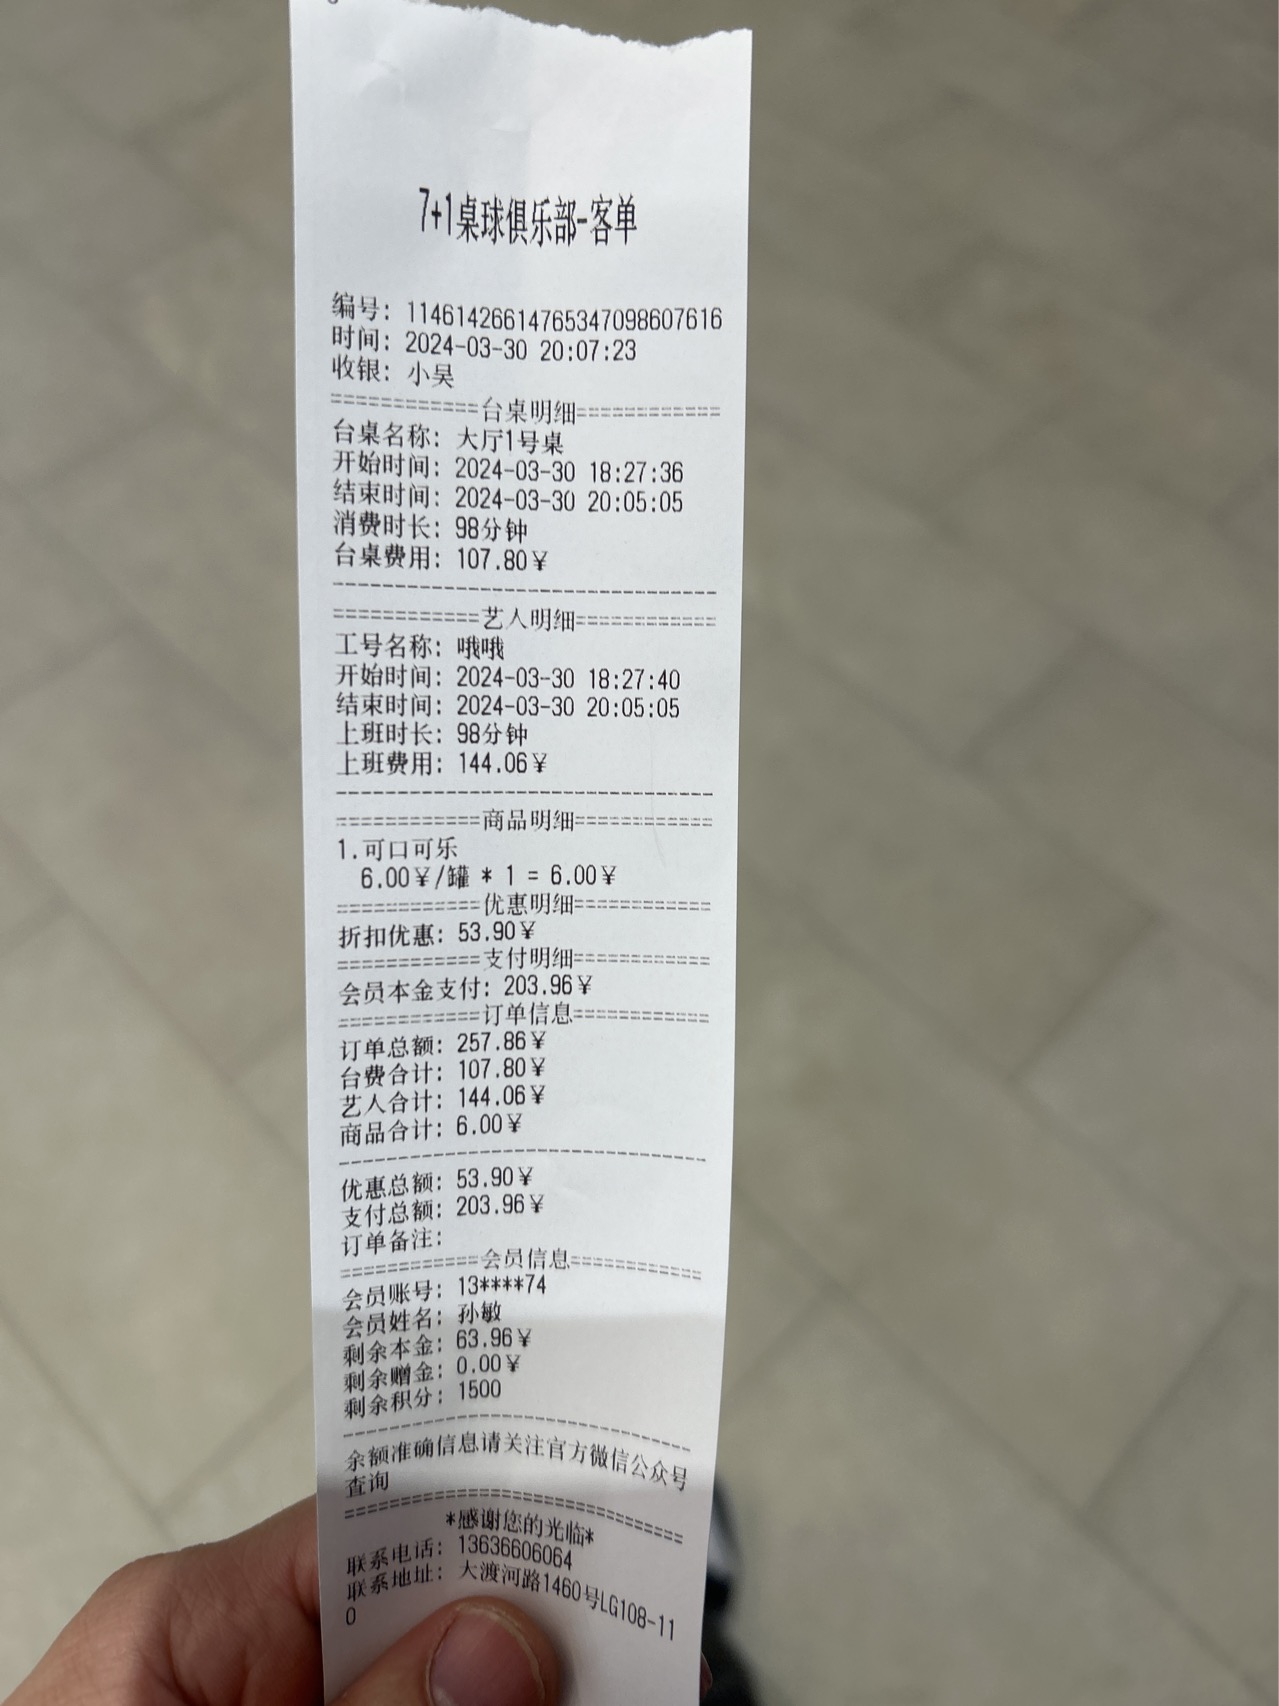 7+1桌球俱乐部-客单
编号: 11461426614765347098607616
时间: 2024-03-30 20:07:23
收银: 小吴
============台桌明细============
台桌名称: 大厅1号桌
开始时间: 2024-03-30 18:27:36
结束时间: 2024-03-30 20:05:05
消费时长: 98分钟
台桌费用: 107.80¥
--------------------------------
============艺人明细============
工号名称: 哦哦
开始时间: 2024-03-30 18:27:40
结束时间: 2024-03-30 20:05:05
上班时长: 98分钟
上班费用: 144.06¥
--------------------------------
============商品明细============
1.可口可乐
6.00¥/罐 * 1 = 6.00¥
============优惠明细============
折扣优惠: 53.90¥
============支付明细============
会员本金支付: 203.96¥
============订单信息============
订单总额: 257.86¥
台费合计: 107.80¥
艺人合计: 144.06¥
商品合计: 6.00¥
--------------------------------
优惠总额: 53.90¥
支付总额: 203.96¥
订单备注:
============会员信息============
会员账号: 13****74
会员姓名: 孙敏
剩余本金: 63.96¥
剩余赠金: 0.00¥
剩余积分: 1500
--------------------------------
余额准确信息请关注官方微信公众号
查询
================================
*感谢您的光临*
联系电话: 13636606064
联系地址: 大渡河路1460号LG108-11
0